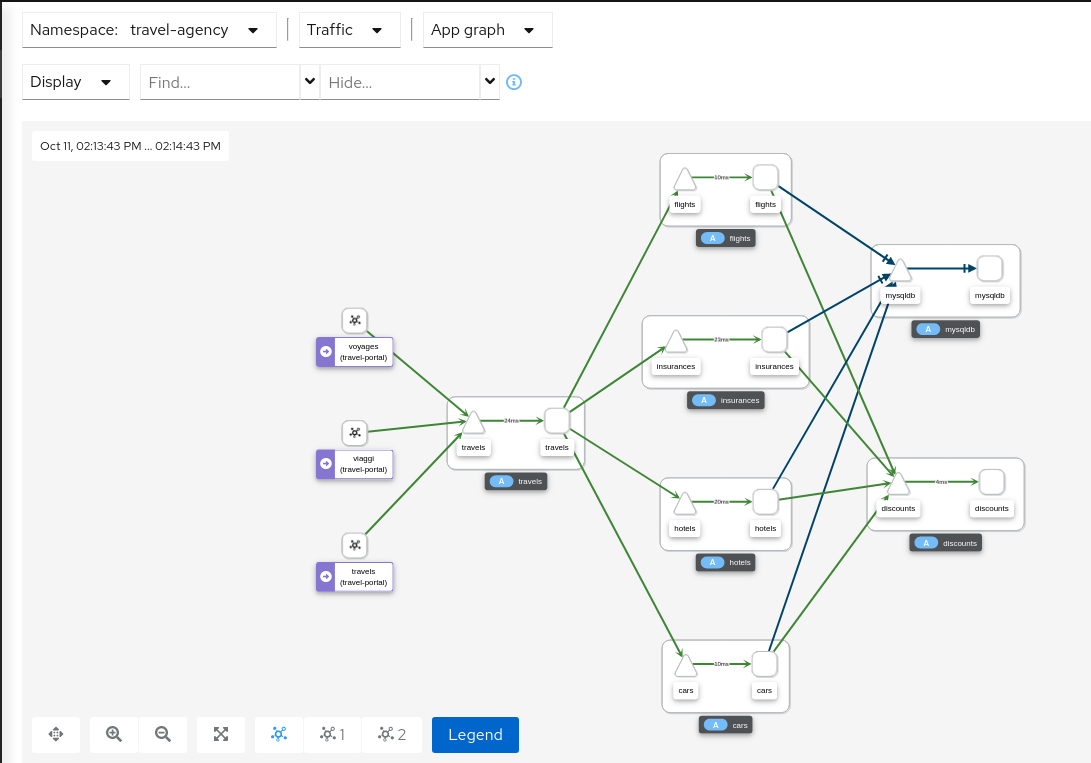 Namespace: travel-agency
Traffic
App graph
Display
Find...
Hide...
Oct 11, 02:13:43 PM ... 02:14:43 PM
10ms
flights
flights
A flights
mysqldb
mysqldb
A mysqldb
voyages
(travel-portal)
23ms
insurances
insurances
A insurances
24ms
travels
travels
A travels
viaggi
(travel-portal)
20ms
hotels
hotels
A hotels
4ms
discounts
discounts
A discounts
travels
(travel-portal)
10ms
cars
cars
A cars
1
2
Legend